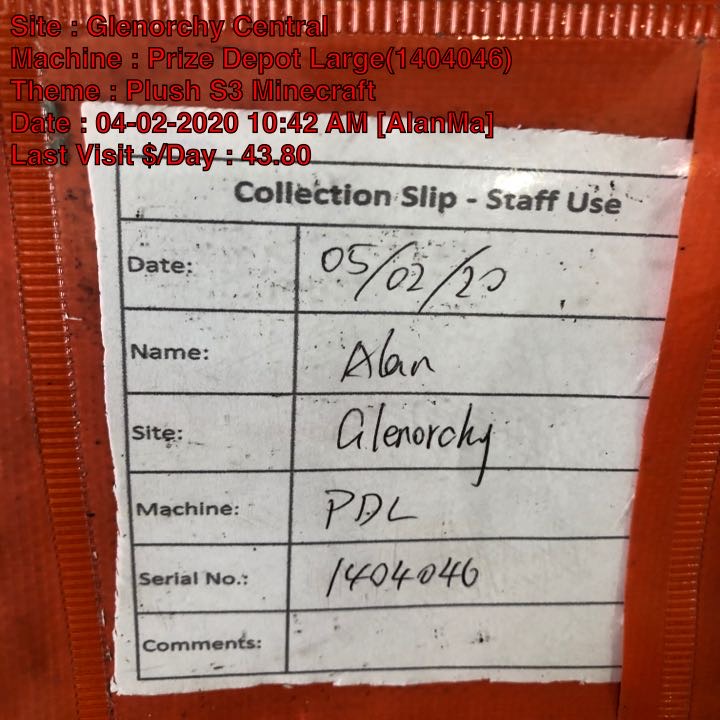 Site : Glenorchy Central
Machine : Prize Depot Large(1404046)
Theme : Plush S3 Minecraft
Date : 04-02-2020 10:42 AM [AlanMa]
Last Visit $/Day : 43.80
Collection Slip - Staff Use
Date: 05/02/20
Name: Alan
Site: Glenorchy
Machine: PDL
Serial No.: 1404046
Comments: